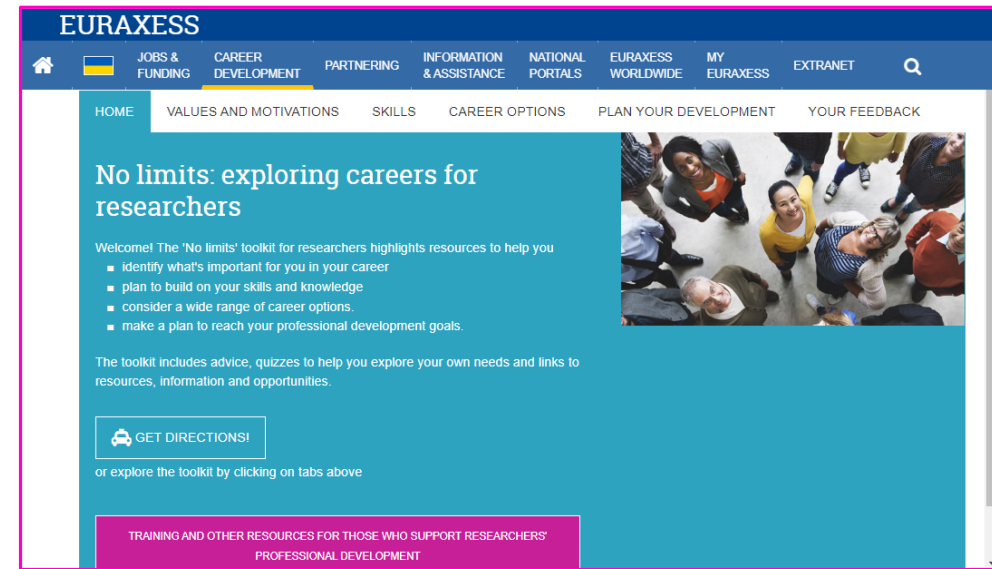 EURAXESS
JOBS & FUNDING
CAREER DEVELOPMENT
PARTNERING
INFORMATION & ASSISTANCE
NATIONAL PORTALS
EURAXESS WORLDWIDE
MY EURAXESS
EXTRANET
HOME
VALUES AND MOTIVATIONS
SKILLS
CAREER OPTIONS
PLAN YOUR DEVELOPMENT
YOUR FEEDBACK
No limits: exploring careers for
researchers
Welcome! The 'No limits' toolkit for researchers highlights resources to help you
identify what's important for you in your career
plan to build on your skills and knowledge
consider a wide range of career options.
make a plan to reach your professional development goals.
The toolkit includes advice, quizzes to help you explore your own needs and links to
resources, information and opportunities.
GET DIRECTIONS!
or explore the toolkit by clicking on tabs above
TRAINING AND OTHER RESOURCES FOR THOSE WHO SUPPORT RESEARCHERS'
PROFESSIONAL DEVELOPMENT